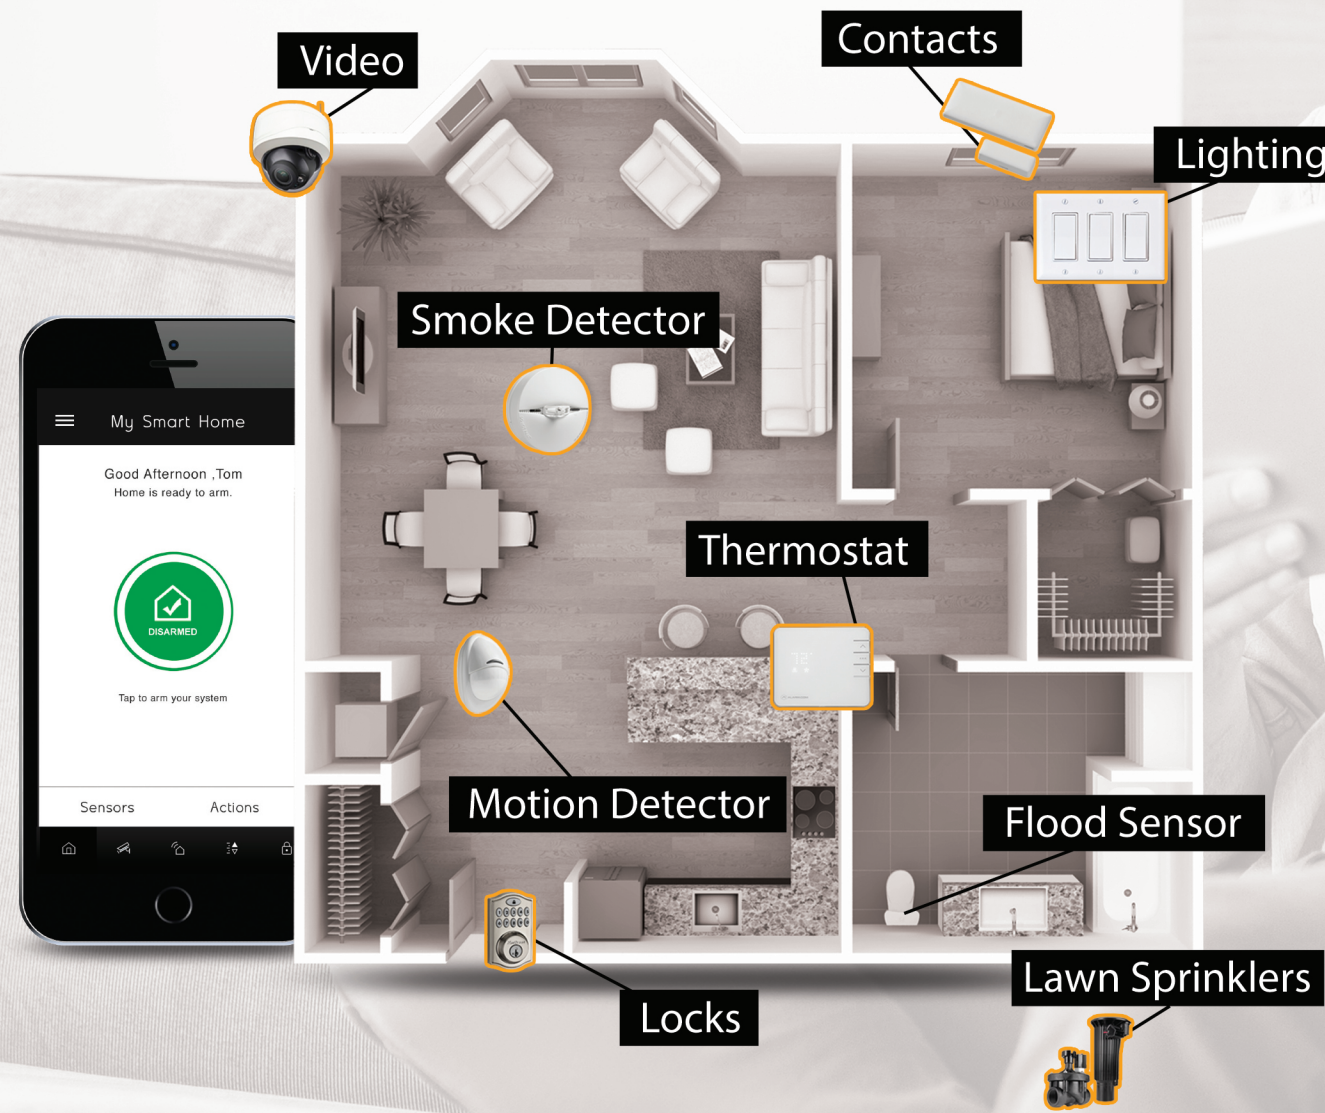 Video
Contacts
Lighting
Smoke Detector
My Smart Home
Good Afternoon ,Tom
Home is ready to arm.
DISARMED
Tap to arm your system
Sensors
Actions
Thermostat
72°
Motion Detector
Flood Sensor
Locks
Lawn Sprinklers